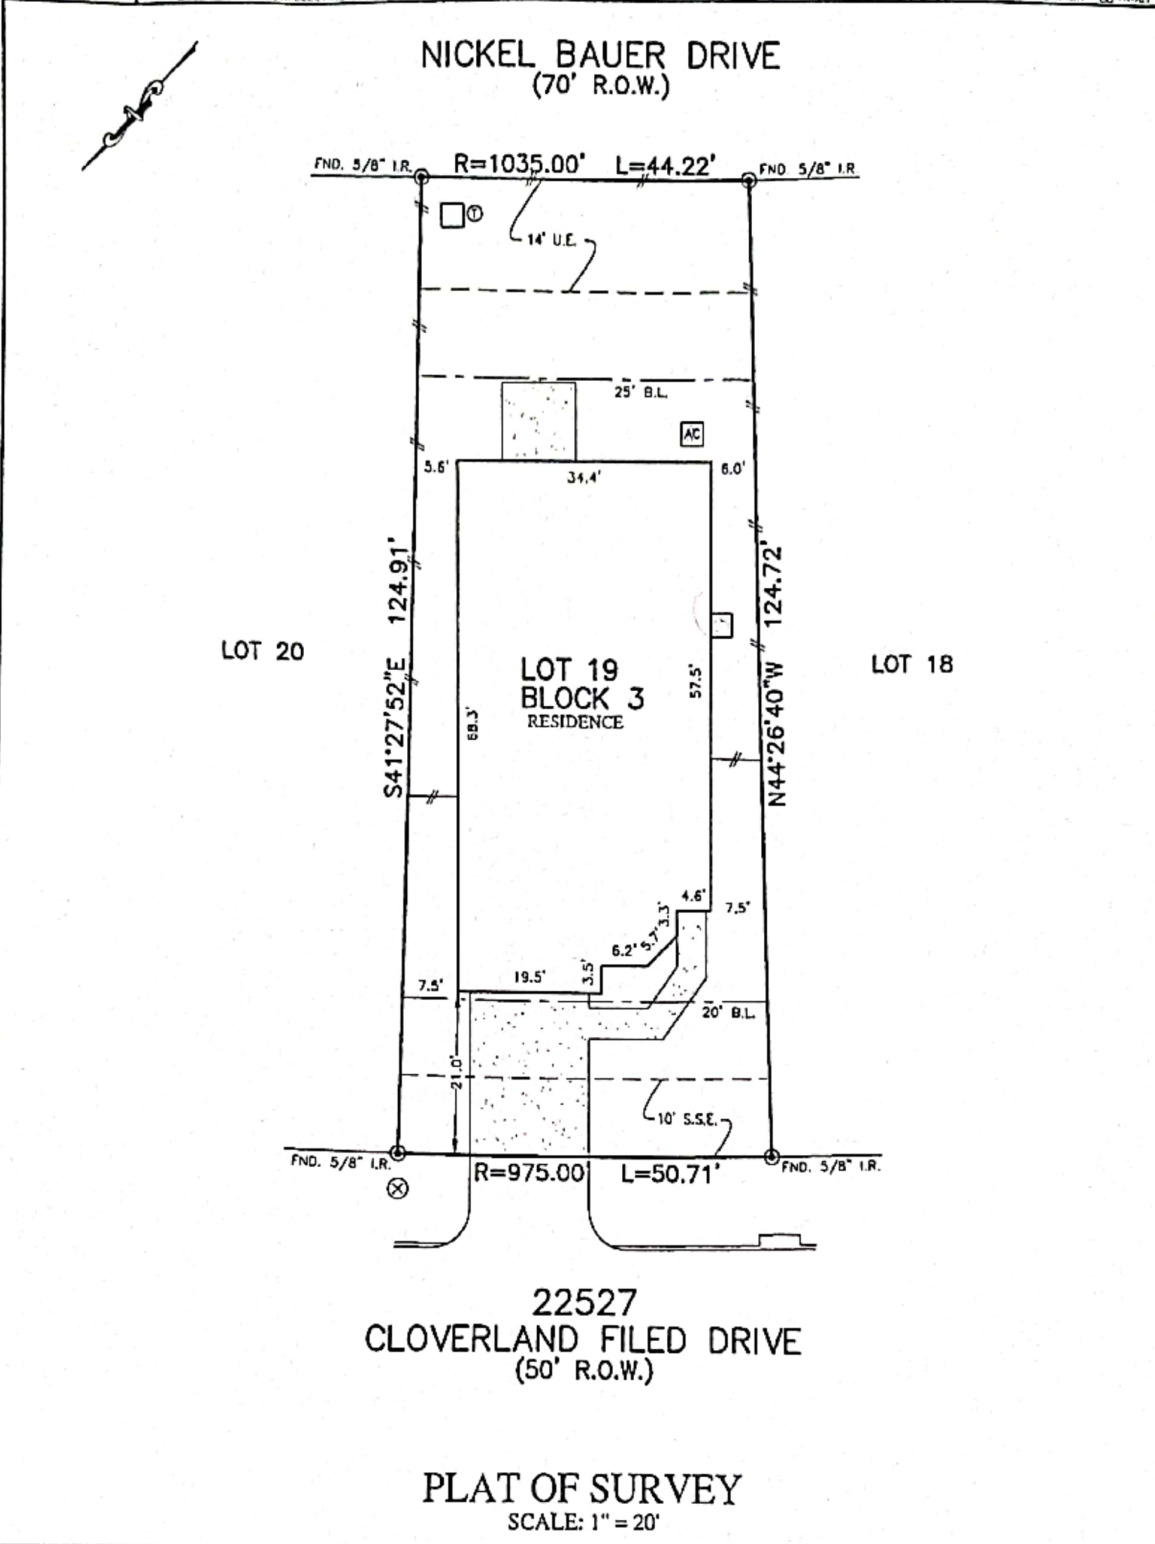 NICKEL BAUER DRIVE
(70' R.O.W.)
FND. 5/8" I.R. R=1035.00' L=44.22' FND. 5/8" I.R.
T
14' U.E.
25' B.L.
AC
5.6' 34.4' 6.0'
S41°27'52"E 124.91'
N44°26'40"W 124.72'
LOT 20
LOT 18
LOT 19
BLOCK 3
RESIDENCE
68.3'
57.5'
4.6'
3.3'
7.5'
5.7'
6.2'
3.5'
19.5'
7.5'
20' B.L.
21.0'
10' S.S.E.
FND. 5/8" I.R. R=975.00' L=50.71' FND. 5/8" I.R.
22527
CLOVERLAND FILED DRIVE
(50' R.O.W.)
PLAT OF SURVEY
SCALE: 1" = 20'